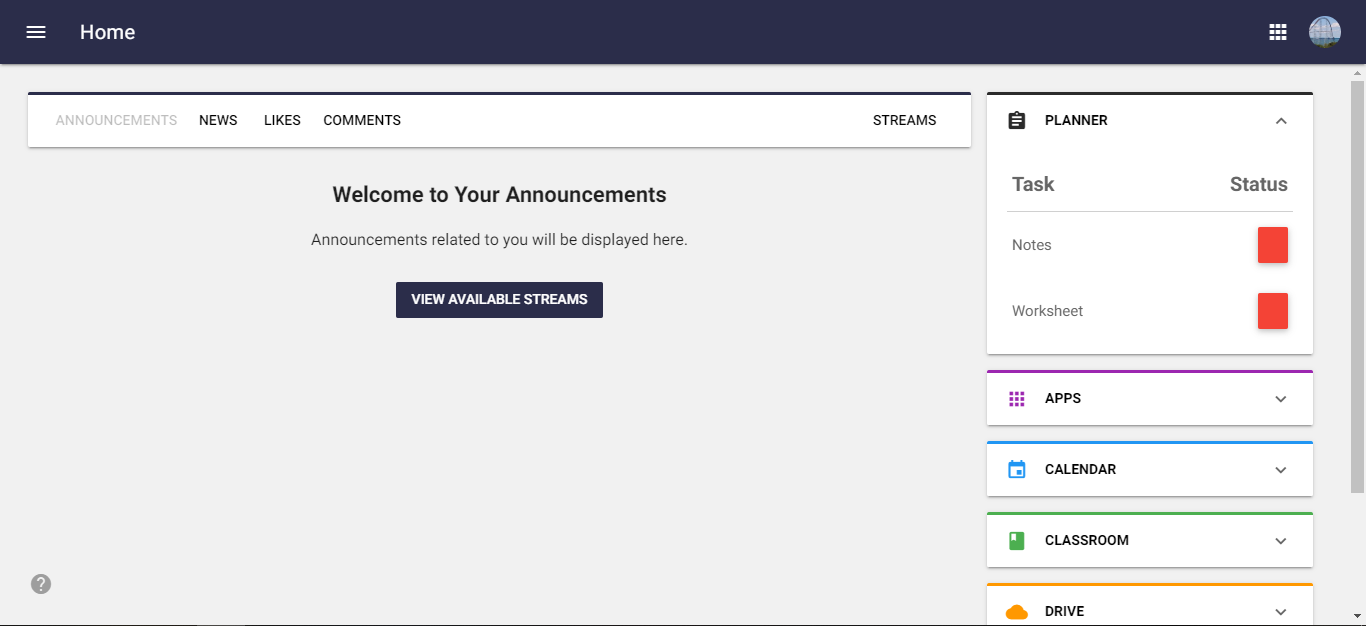 Home
ANNOUNCEMENTS NEWS LIKES COMMENTS STREAMS
Welcome to Your Announcements
Announcements related to you will be displayed here.
VIEW AVAILABLE STREAMS
PLANNER
Task Status
Notes
Worksheet
APPS
CALENDAR
CLASSROOM
DRIVE
?